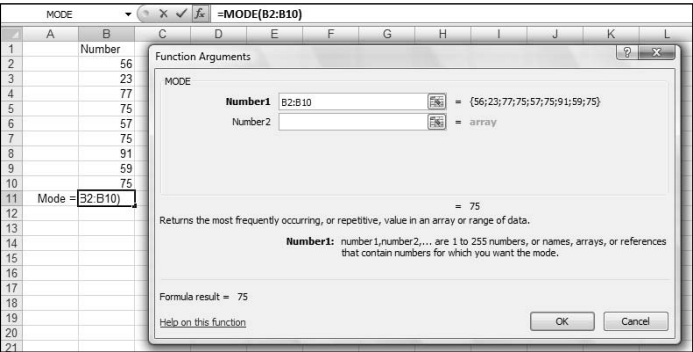 MODE =MODE(B2:B10)
A B C D E F G H I J K L
1 Number
2 56
3 23
4 77
5 75
6 57
7 75
8 91
9 59
10 75
11 Mode = B2:B10)
12
13
14
15
16
17
18
19
20
21
Function Arguments
MODE
Number1 B2:B10 = {56;23;77;75;57;75;91;59;75}
Number2 = array
= 75
Returns the most frequently occurring, or repetitive, value in an array or range of data.
Number1: number1,number2,... are 1 to 255 numbers, or names, arrays, or references
that contain numbers for which you want the mode.
Formula result = 75
Help on this function
OK Cancel